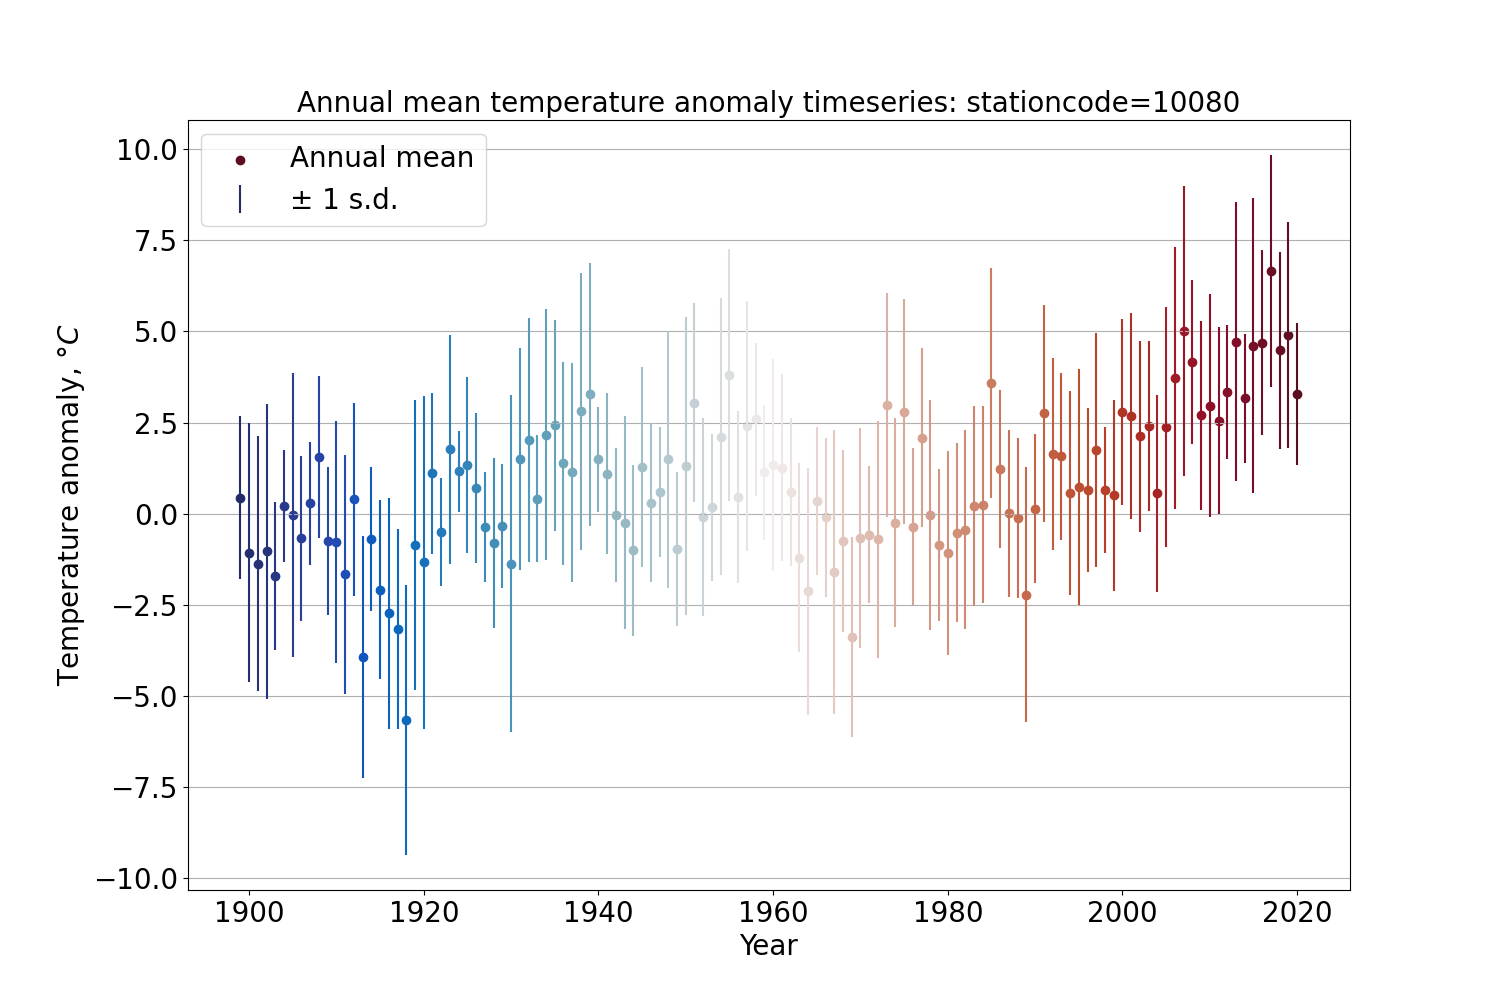 Annual mean temperature anomaly timeseries: stationcode=10080
Annual mean
± 1 s.d.
10.0
7.5
5.0
2.5
0.0
−2.5
−5.0
−7.5
−10.0
Temperature anomaly, °C
1900 1920 1940 1960 1980 2000 2020
Year